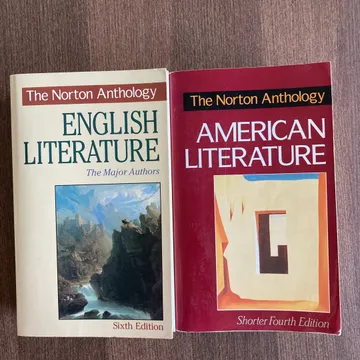 The Norton Anthology
ENGLISH
LITERATURE
The Major Authors
Sixth Edition
The Norton Anthology
AMERICAN
LITERATURE
Shorter Fourth Edition